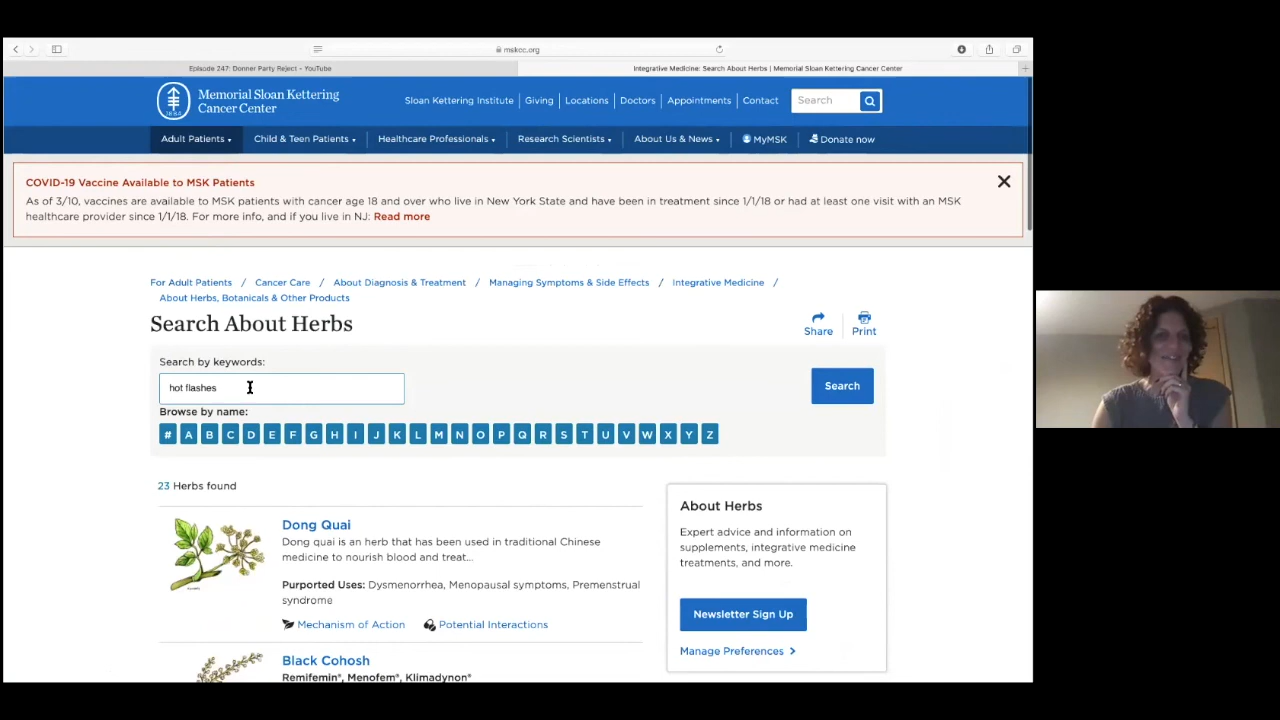 mskcc.org
Episode 247: Donner Party Reject - YouTube
Integrative Medicine: Search About Herbs | Memorial Sloan Kettering Cancer Center
Memorial Sloan Kettering
Cancer Center
Sloan Kettering Institute
Giving
Locations
Doctors
Appointments
Contact
Search
Adult Patients
Child & Teen Patients
Healthcare Professionals
Research Scientists
About Us & News
MyMSK
Donate now
COVID-19 Vaccine Available to MSK Patients
As of 3/10, vaccines are available to MSK patients with cancer age 18 and over who live in New York State and have been in treatment since 1/1/18 or had at least one visit with an MSK
healthcare provider since 1/1/18. For more info, and if you live in NJ: Read more
For Adult Patients / Cancer Care / About Diagnosis & Treatment / Managing Symptoms & Side Effects / Integrative Medicine /
About Herbs, Botanicals & Other Products
Search About Herbs
Share
Print
Search by keywords:
hot flashes
Search
Browse by name:
# A B C D E F G H I J K L M N O P Q R S T U V W X Y Z
23 Herbs found
Dong Quai
Dong quai is an herb that has been used in traditional Chinese
medicine to nourish blood and treat...
Purported Uses: Dysmenorrhea, Menopausal symptoms, Premenstrual
syndrome
Mechanism of Action
Potential Interactions
Black Cohosh
Remifemin®, Menofem®, Klimadynon®
About Herbs
Expert advice and information on
supplements, integrative medicine
treatments, and more.
Newsletter Sign Up
Manage Preferences